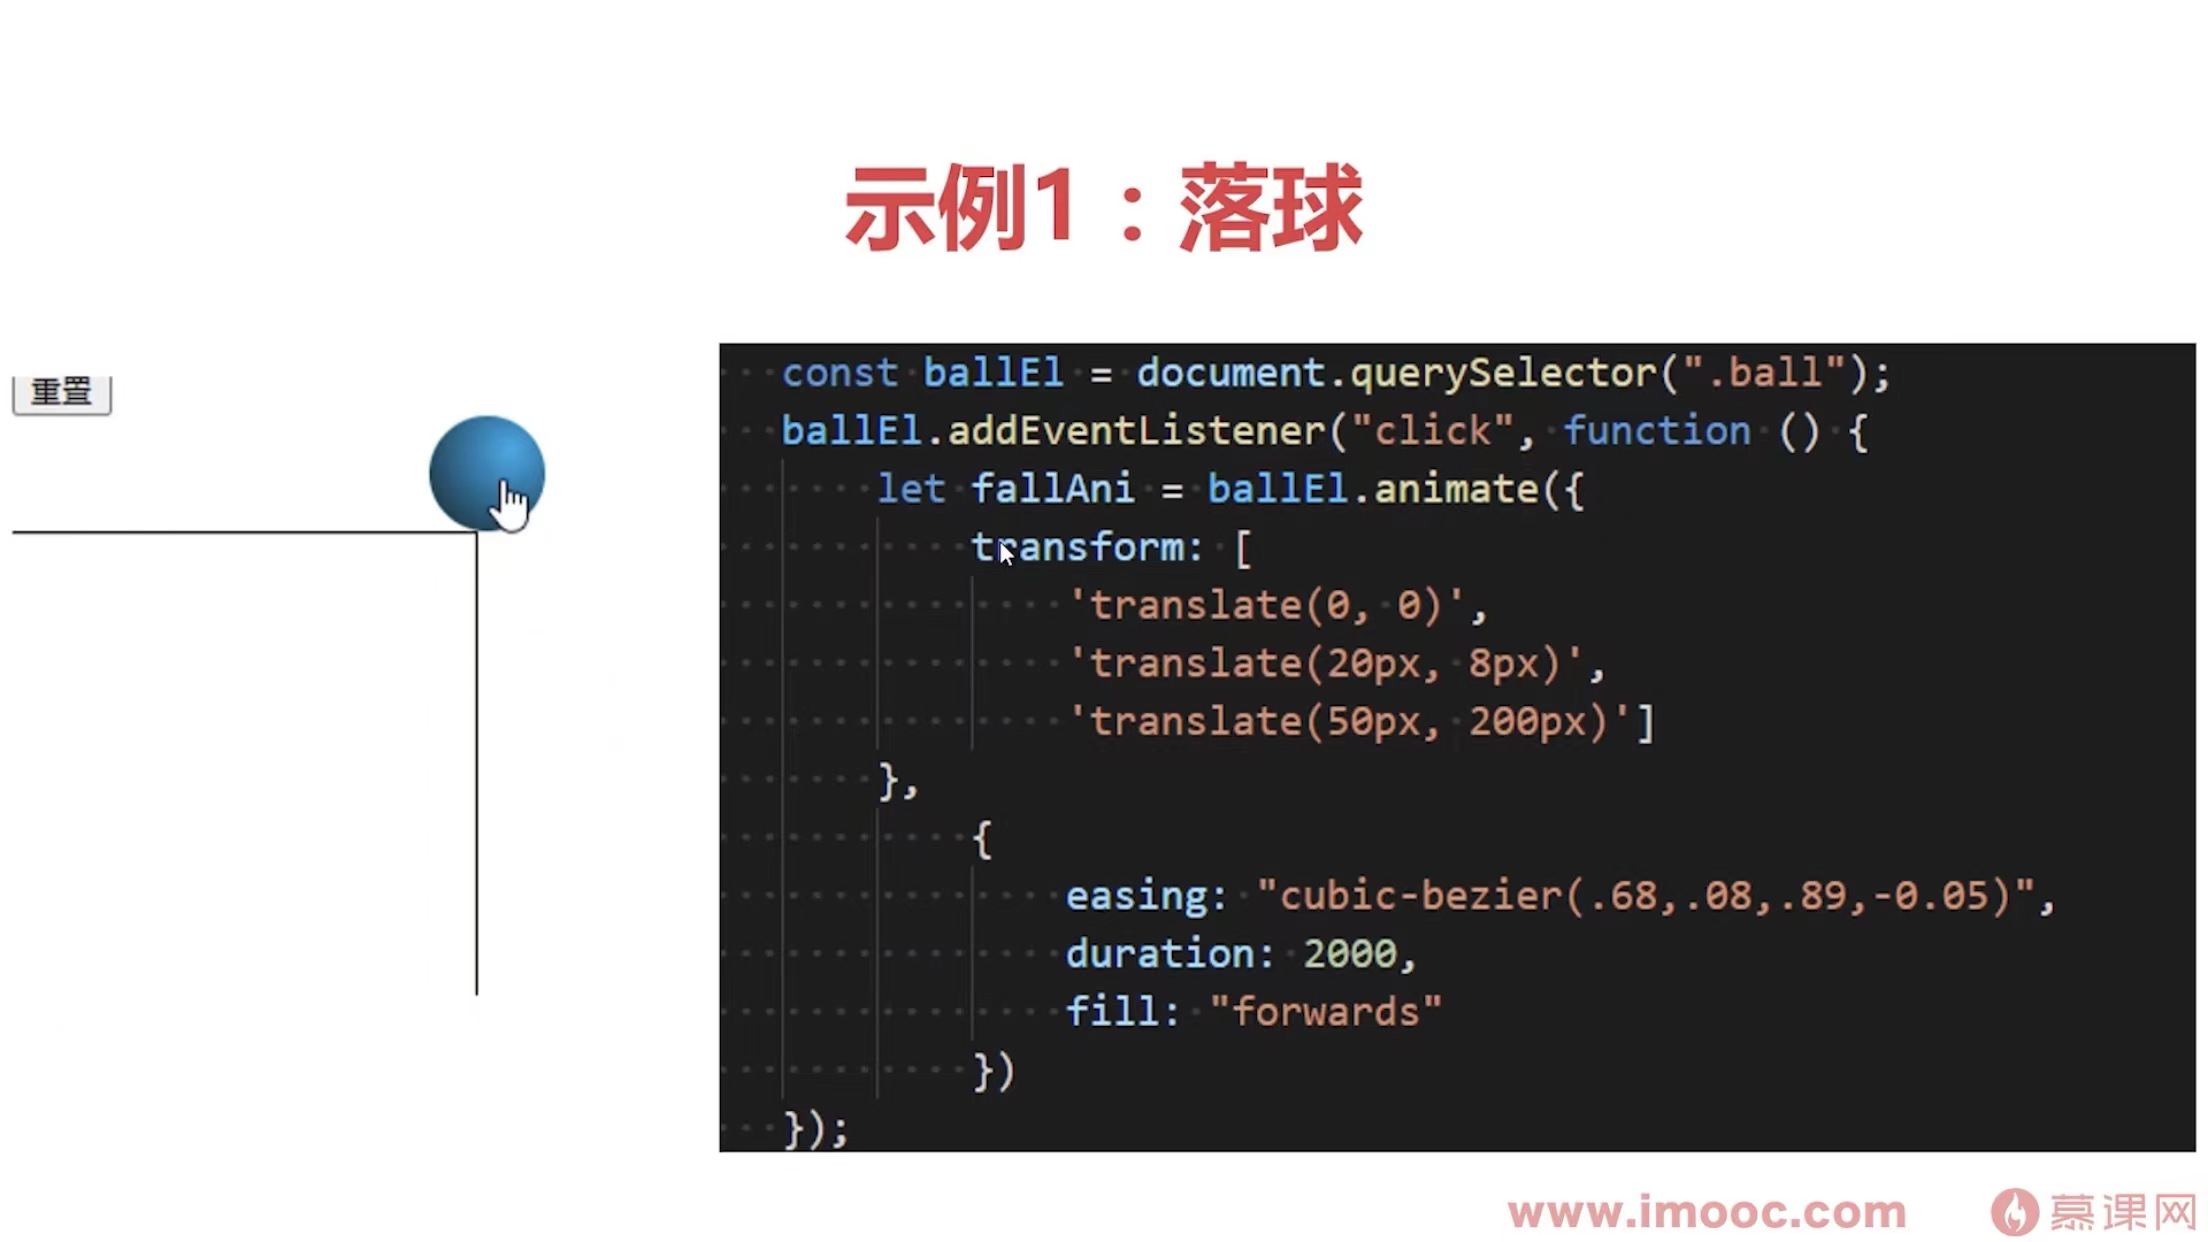 示例1：落球
重置
const ballEl = document.querySelector(".ball");
ballEl.addEventListener("click", function () {
let fallAni = ballEl.animate({
transform: [
'translate(0, 0)',
'translate(20px, 8px)',
'translate(50px, 200px)']
},
{
easing: "cubic-bezier(.68,.08,.89,-0.05)",
duration: 2000,
fill: "forwards"
})
});
www.imooc.com 慕课网